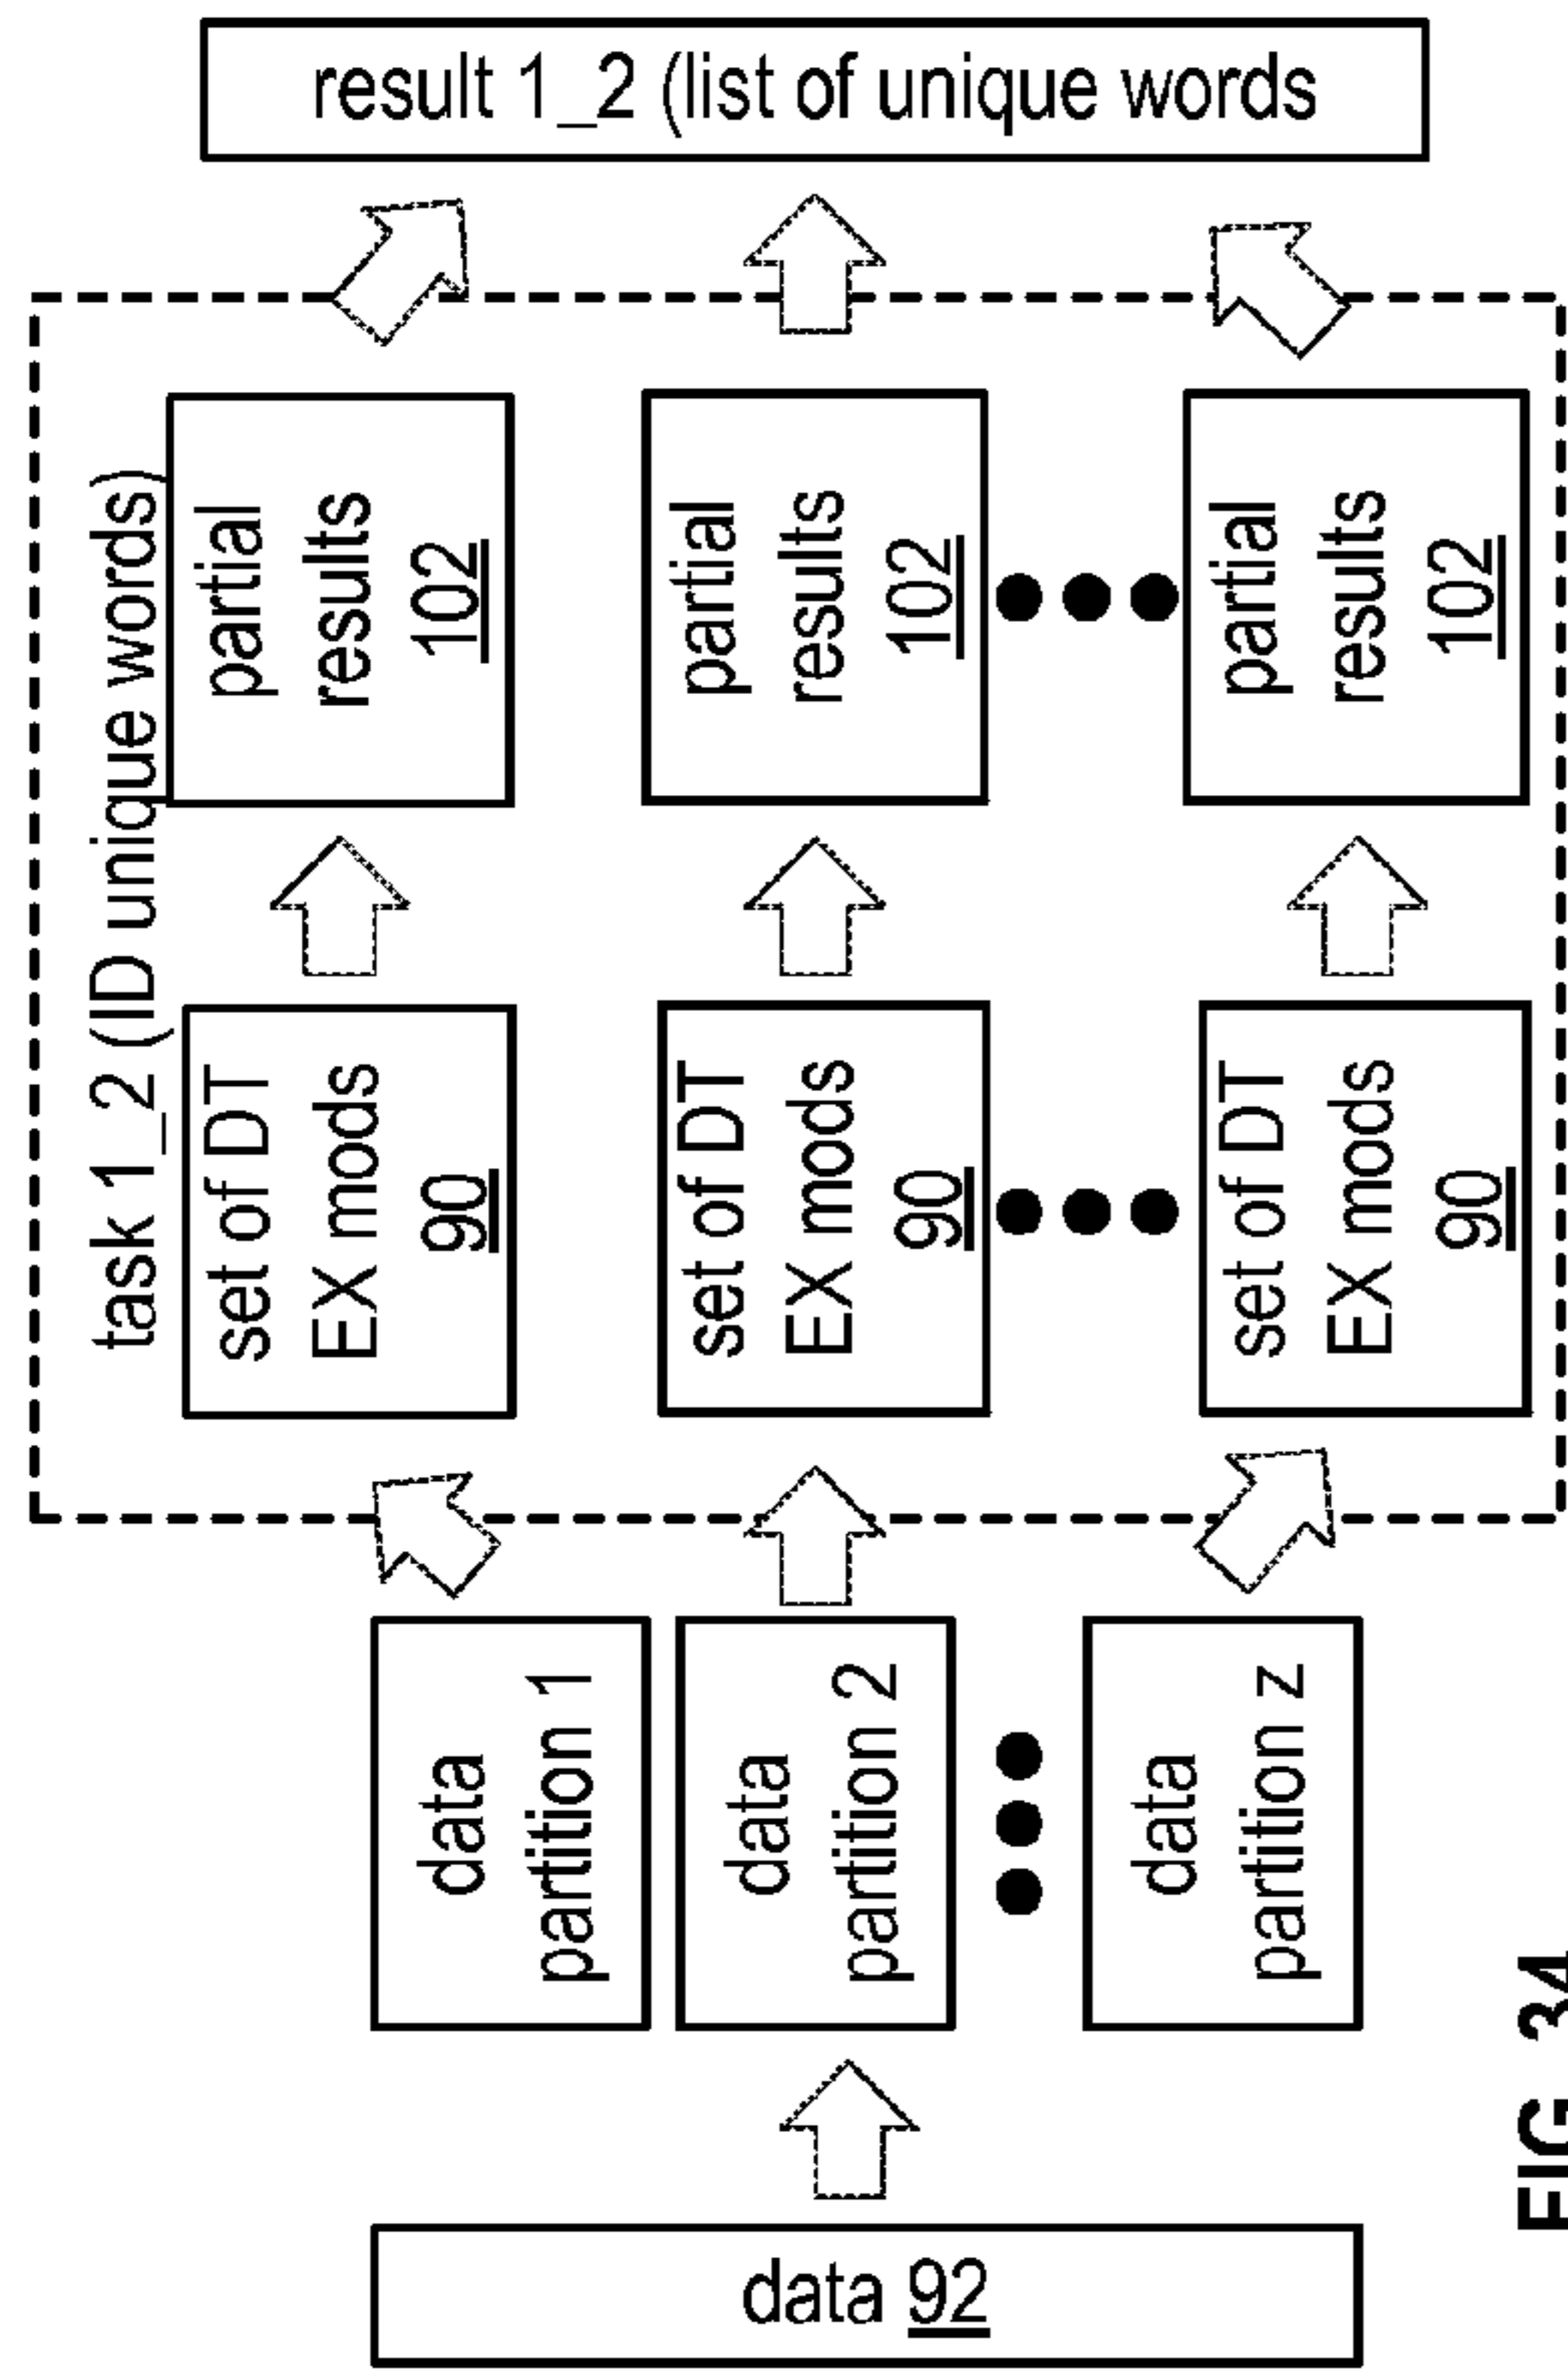 data 92
data
partition 1
data
partition 2
data
partition z
task 1_2 (ID unique words)
set of DT
EX mods
90
set of DT
EX mods
90
set of DT
EX mods
90
partial
results
102
partial
results
102
partial
results
102
result 1_2 (list of unique words
FIG. 34